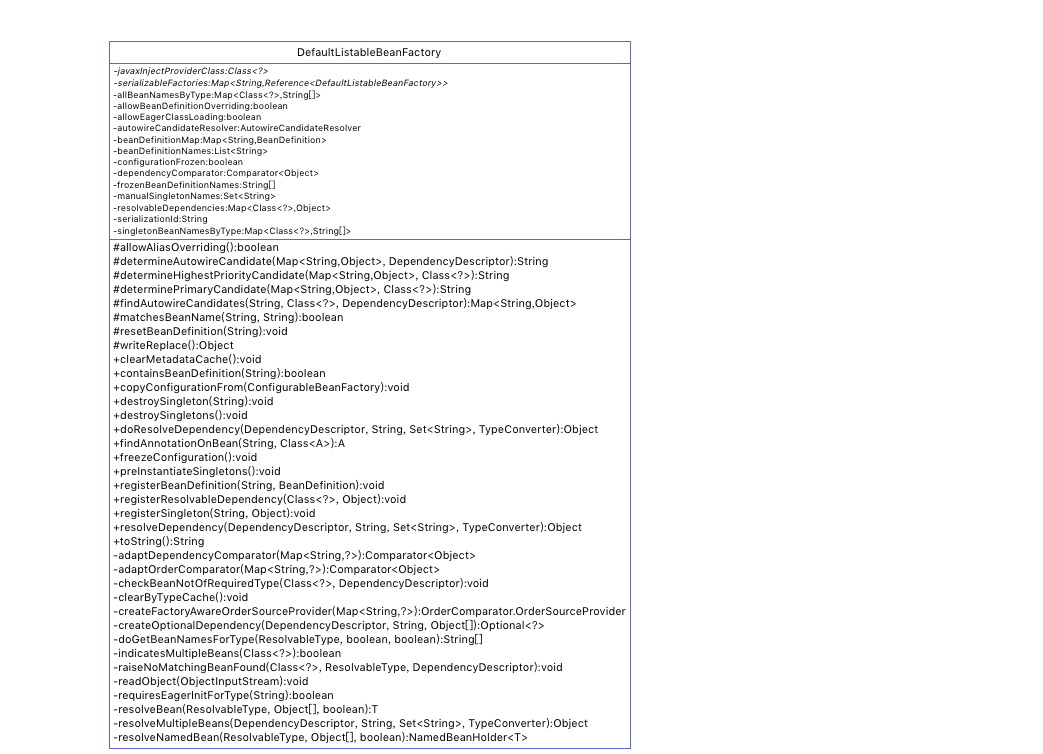 DefaultListableBeanFactory
-javaxInjectProviderClass:Class<?>
-serializableFactories:Map<String,Reference<DefaultListableBeanFactory>>
-allBeanNamesByType:Map<Class<?>,String[]>
-allowBeanDefinitionOverriding:boolean
-allowEagerClassLoading:boolean
-autowireCandidateResolver:AutowireCandidateResolver
-beanDefinitionMap:Map<String,BeanDefinition>
-beanDefinitionNames:List<String>
-configurationFrozen:boolean
-dependencyComparator:Comparator<Object>
-frozenBeanDefinitionNames:String[]
-manualSingletonNames:Set<String>
-resolvableDependencies:Map<Class<?>,Object>
-serializationId:String
-singletonBeanNamesByType:Map<Class<?>,String[]>
#allowAliasOverriding():boolean
#determineAutowireCandidate(Map<String,Object>, DependencyDescriptor):String
#determineHighestPriorityCandidate(Map<String,Object>, Class<?>):String
#determinePrimaryCandidate(Map<String,Object>, Class<?>):String
#findAutowireCandidates(String, Class<?>, DependencyDescriptor):Map<String,Object>
#matchesBeanName(String, String):boolean
#resetBeanDefinition(String):void
#writeReplace():Object
+clearMetadataCache():void
+containsBeanDefinition(String):boolean
+copyConfigurationFrom(ConfigurableBeanFactory):void
+destroySingleton(String):void
+destroySingletons():void
+doResolveDependency(DependencyDescriptor, String, Set<String>, TypeConverter):Object
+findAnnotationOnBean(String, Class<A>):A
+freezeConfiguration():void
+preInstantiateSingletons():void
+registerBeanDefinition(String, BeanDefinition):void
+registerResolvableDependency(Class<?>, Object):void
+registerSingleton(String, Object):void
+resolveDependency(DependencyDescriptor, String, Set<String>, TypeConverter):Object
+toString():String
-adaptDependencyComparator(Map<String,?>):Comparator<Object>
-adaptOrderComparator(Map<String,?>):Comparator<Object>
-checkBeanNotOfRequiredType(Class<?>, DependencyDescriptor):void
-clearByTypeCache():void
-createFactoryAwareOrderSourceProvider(Map<String,?>):OrderComparator.OrderSourceProvider
-createOptionalDependency(DependencyDescriptor, String, Object[]):Optional<?>
-doGetBeanNamesForType(ResolvableType, boolean, boolean):String[]
-indicatesMultipleBeans(Class<?>):boolean
-raiseNoMatchingBeanFound(Class<?>, ResolvableType, DependencyDescriptor):void
-readObject(ObjectInputStream):void
-requiresEagerInitForType(String):boolean
-resolveBean(ResolvableType, Object[], boolean):T
-resolveMultipleBeans(DependencyDescriptor, String, Set<String>, TypeConverter):Object
-resolveNamedBean(ResolvableType, Object[], boolean):NamedBeanHolder<T>